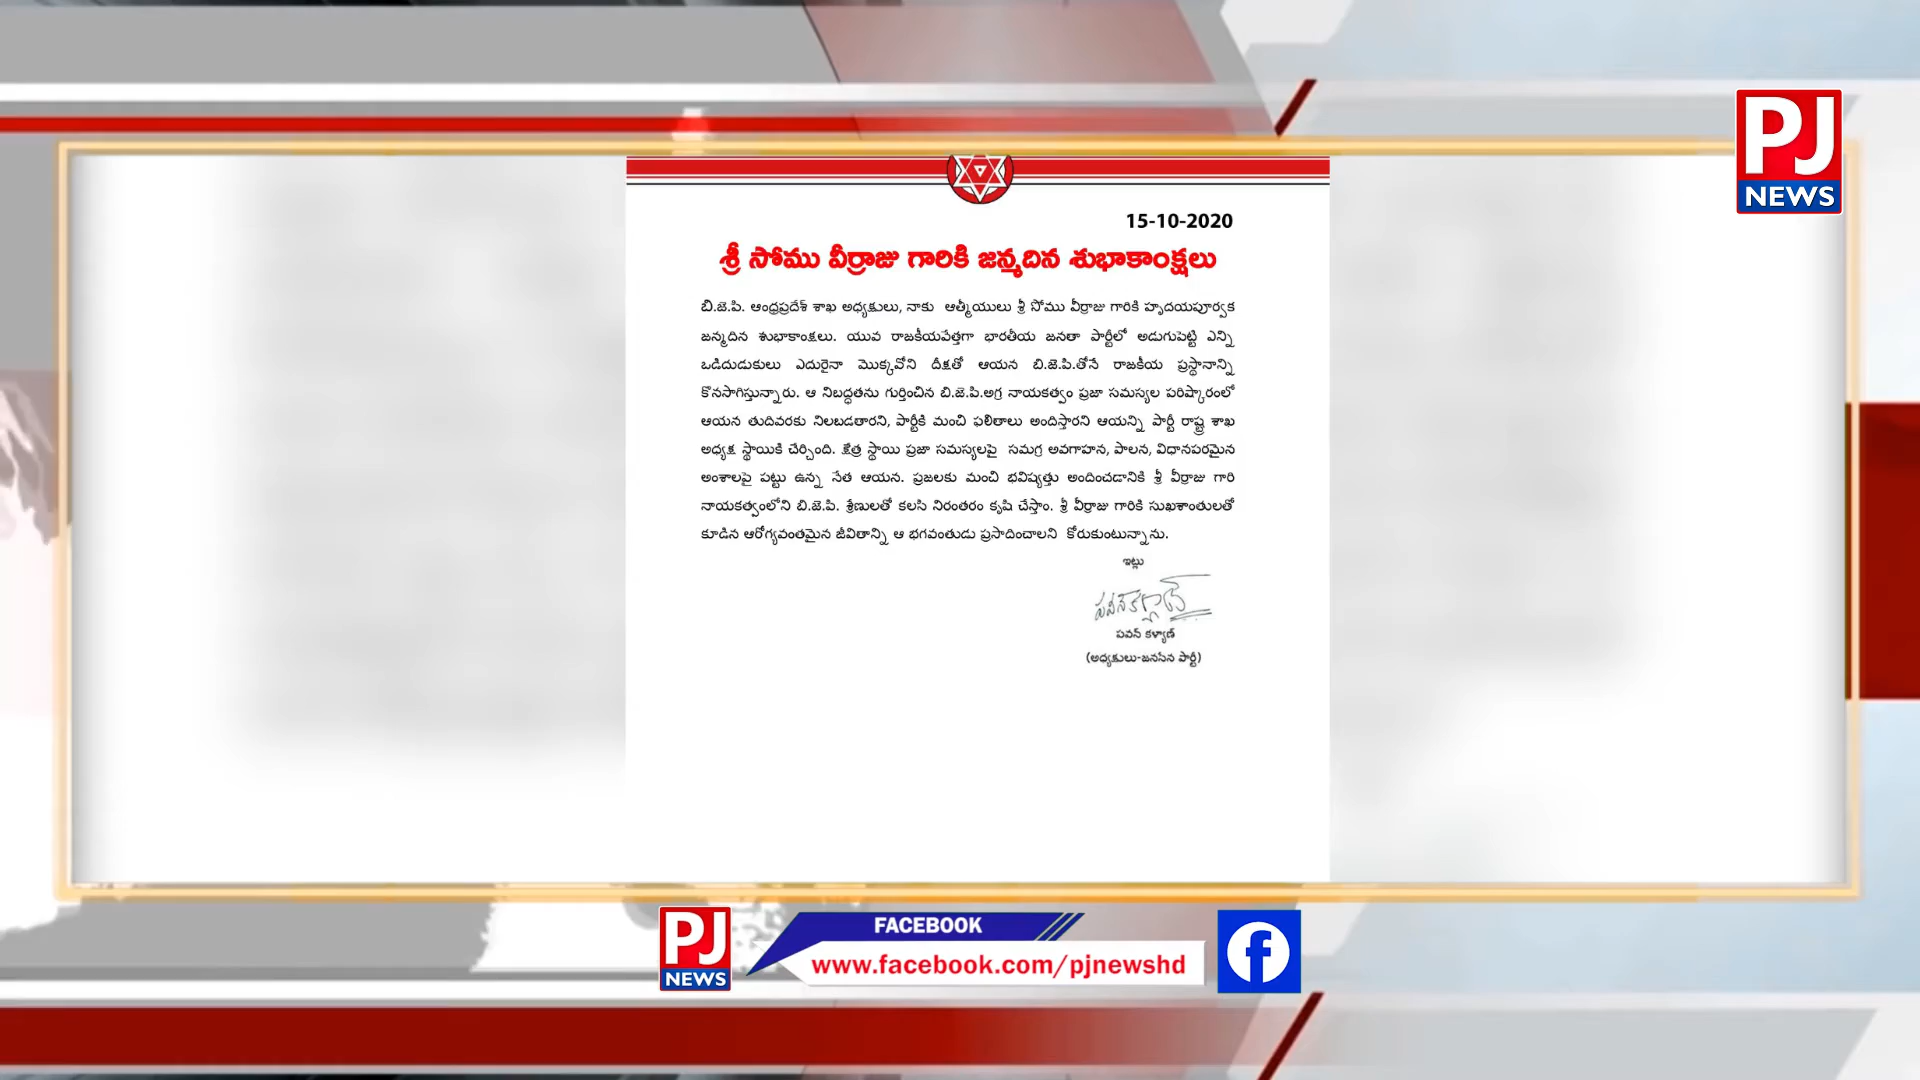 PJ
NEWS
15-10-2020
శ్రీ సోము వీర్రాజు గారికి జన్మదిన శుభాకాంక్షలు
బి.జె.పి. ఆంధ్రప్రదేశ్ శాఖ అధ్యక్షులు, నాకు ఆత్మీయులు శ్రీ సోము వీర్రాజు గారికి హృదయపూర్వక
జన్మదిన శుభాకాంక్షలు. యువ రాజకీయవేత్తగా భారతీయ జనతా పార్టీలో అడుగుపెట్టి ఎన్ని
ఒడిదుడుకులు ఎదురైనా మొక్కవోని దీక్షతో ఆయన బి.జె.పి.తోనే రాజకీయ ప్రస్థానాన్ని
కొనసాగిస్తున్నారు. ఆ నిబద్ధతను గుర్తించిన బి.జె.పి.అగ్ర నాయకత్వం ప్రజా సమస్యల పరిష్కారంలో
ఆయన తుదివరకు నిలబడతారని, పార్టీకి మంచి ఫలితాలు అందిస్తారని ఆయన్ని పార్టీ రాష్ట్ర శాఖ
అధ్యక్ష స్థాయికి చేర్చింది. క్షేత్ర స్థాయి ప్రజా సమస్యలపై సమగ్ర అవగాహన, పాలన, విధానపరమైన
అంశాలపై పట్టు ఉన్న నేత ఆయన. ప్రజలకు మంచి భవిష్యత్తు అందించడానికి శ్రీ వీర్రాజు గారి
నాయకత్వంలోని బి.జె.పి. శ్రేణులతో కలసి నిరంతరం కృషి చేస్తాం. శ్రీ వీర్రాజు గారికి సుఖశాంతులతో
కూడిన ఆరోగ్యవంతమైన జీవితాన్ని ఆ భగవంతుడు ప్రసాదించాలని కోరుకుంటున్నాను.
ఇట్లు
పవన్ కళ్యాణ్
పవన్ కళ్యాణ్
(అధ్యక్షులు-జనసేన పార్టీ)
PJ
NEWS
FACEBOOK
www.facebook.com/pjnewshd